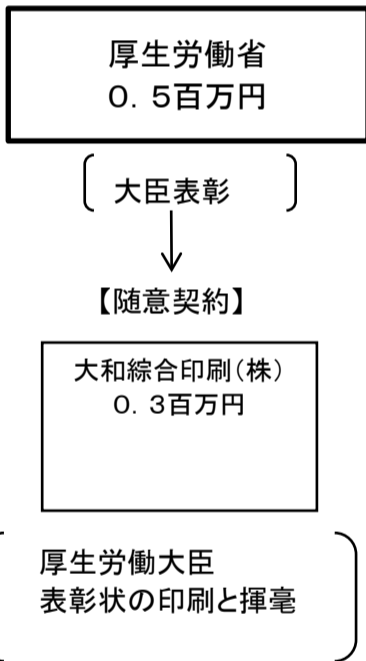 厚生労働省
０．５百万円
大臣表彰
【随意契約】
大和綜合印刷（株）
０．３百万円
厚生労働大臣
表彰状の印刷と揮毫